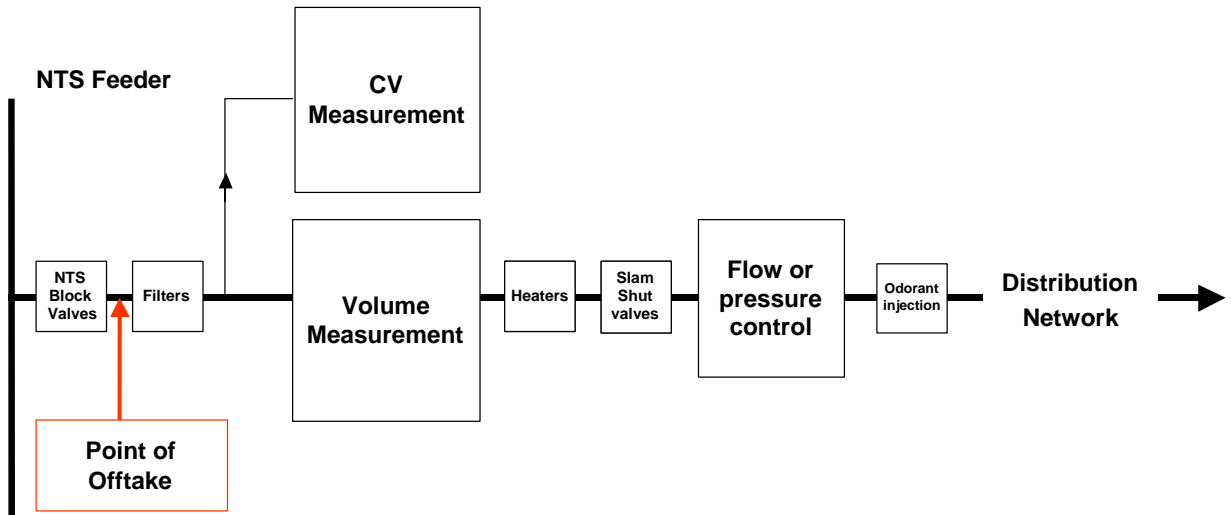 NTS Feeder
CV
Measurement
NTS
Block
Valves
Filters
Volume
Measurement
Heaters
Slam
Shut
valves
Flow or
pressure
control
Odorant
injection
Distribution
Network
Point of
Offtake